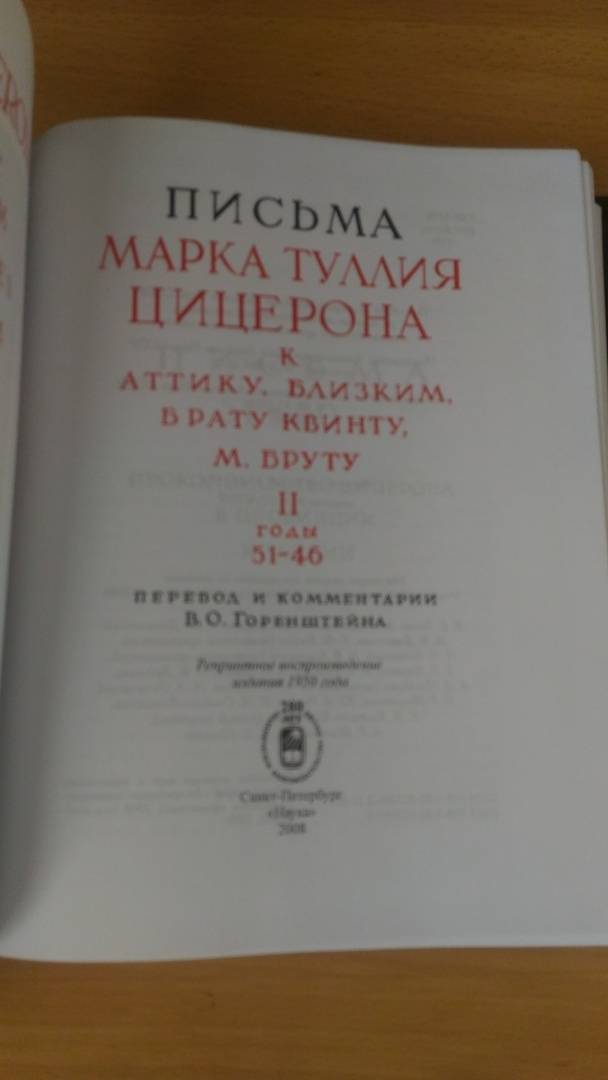 ПИСЬМА
МАРКА ТУЛЛИЯ
ЦИЦЕРОНА
К
АТТИКУ, БЛИЗКИМ,
БРАТУ КВИНТУ,
М. БРУТУ
II
ГОДЫ
51-46
ПЕРЕВОД И КОММЕНТАРИИ
В. О. ГОРЕНШТЕЙНА
Репринтное воспроизведение
издания 1950 года
Санкт-Петербург
«Наука»
2008